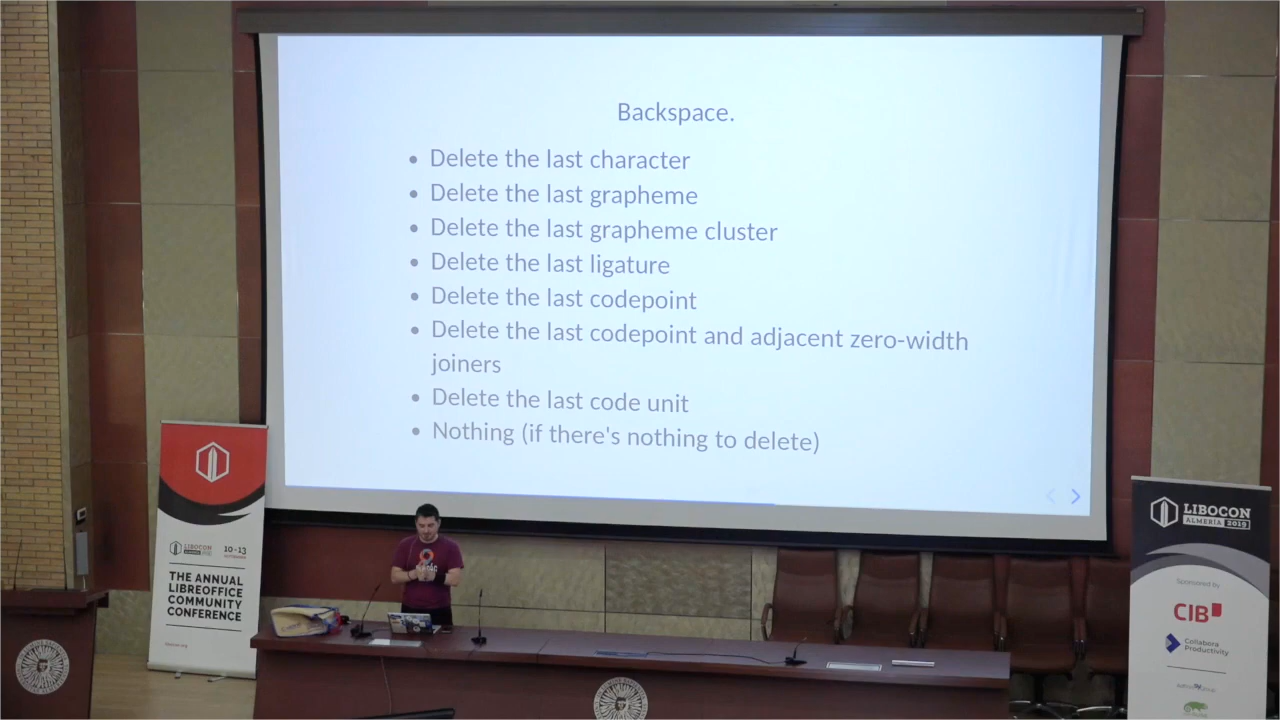 Backspace.
• Delete the last character
• Delete the last grapheme
• Delete the last grapheme cluster
• Delete the last ligature
• Delete the last codepoint
• Delete the last codepoint and adjacent zero-width
joiners
• Delete the last code unit
• Nothing (if there's nothing to delete)
LIBOCON
10-13
THE ANNUAL
LIBREOFFICE
COMMUNITY
CONFERENCE
LIBOCON
ALMERÍA 2019
Sponsored by
CIB
Collabora
Productivity